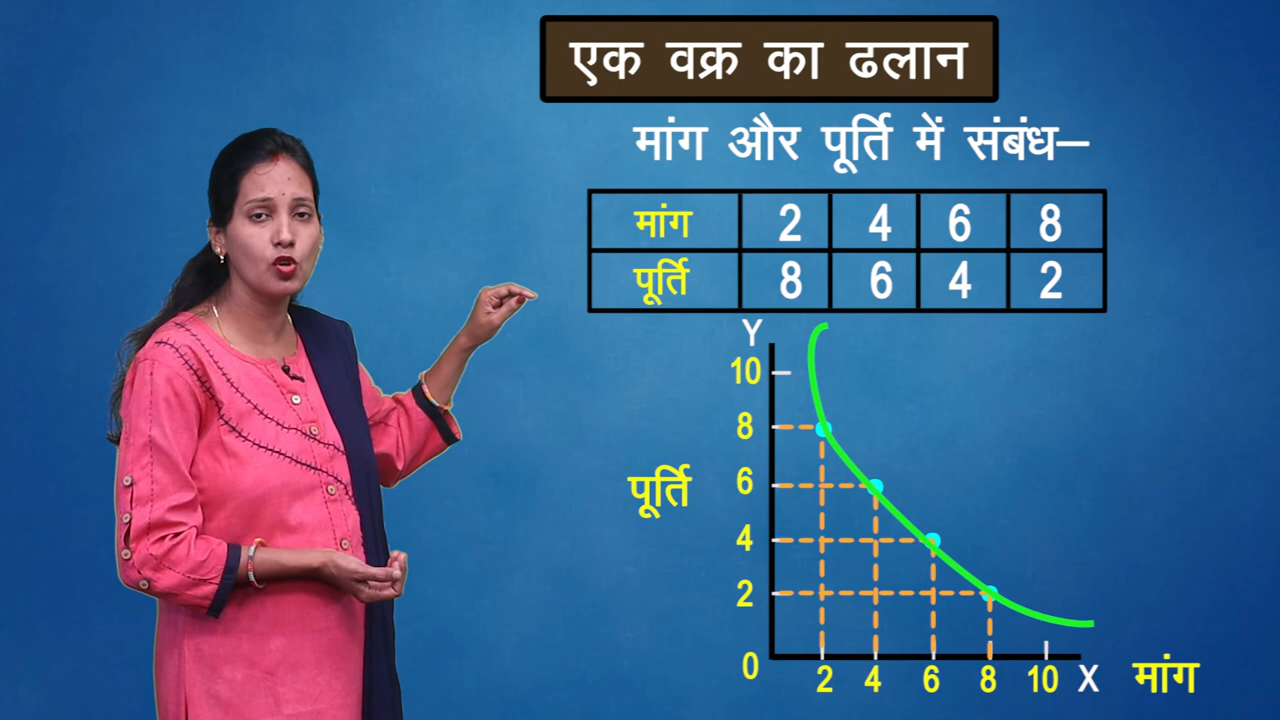 एक वक्र का ढलान
मांग और पूर्ति में संबंध–
मांग 2 4 6 8
पूर्ति 8 6 4 2
Y
10
8
पूर्ति 6
4
2
0 2 4 6 8 10 X मांग